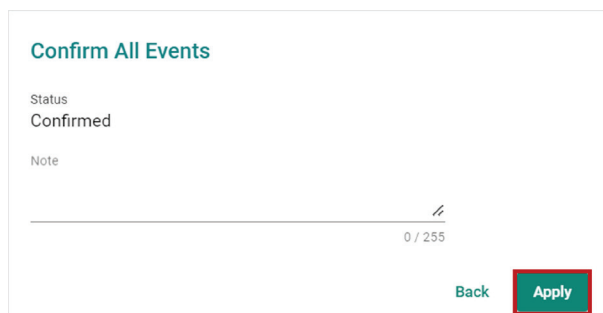 Confirm All Events
Status
Confirmed
Note
0 / 255
Back Apply